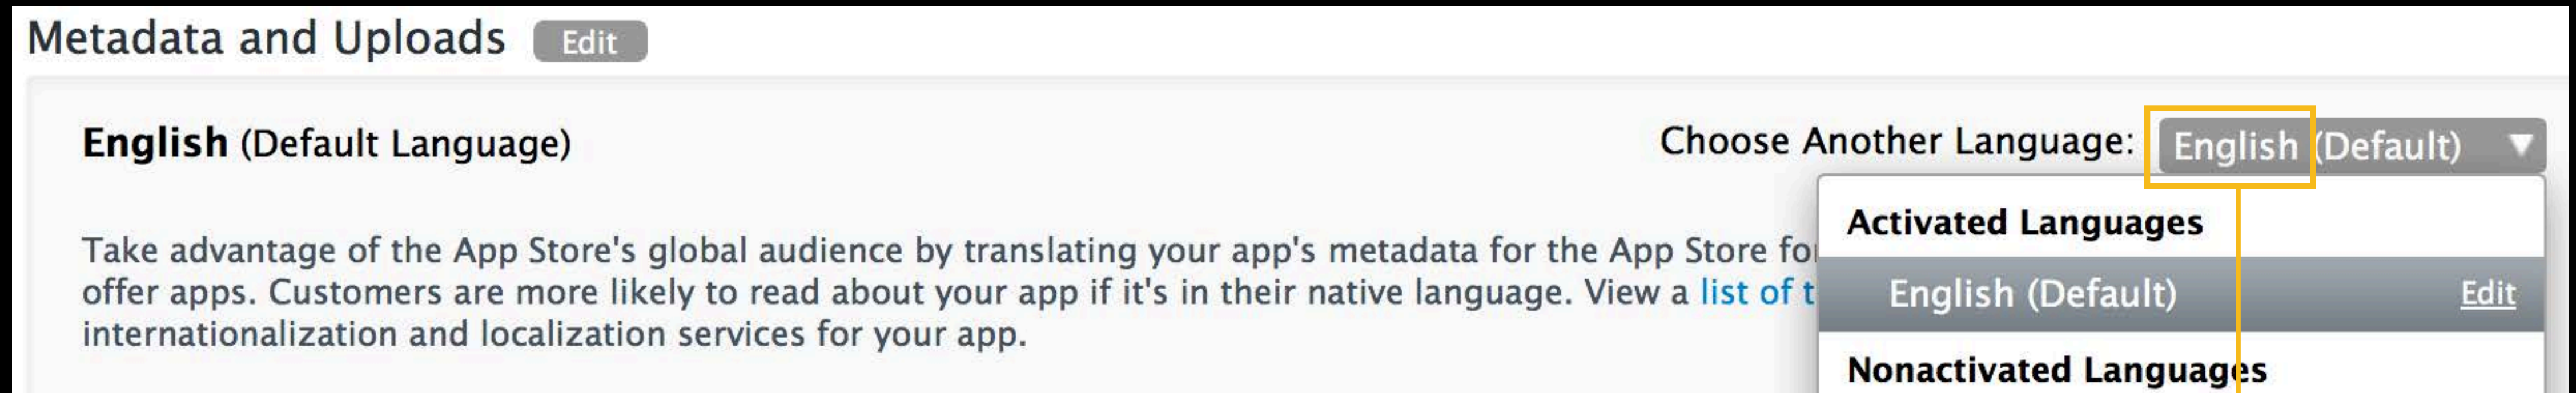 Metadata and Uploads Edit
English (Default Language)
Choose Another Language: English (Default)
Take advantage of the App Store's global audience by translating your app's metadata for the App Store
offer apps. Customers are more likely to read about your app if it's in their native language. View a list of
internationalization and localization services for your app.
Activated Languages
English (Default) Edit
Nonactivated Languages